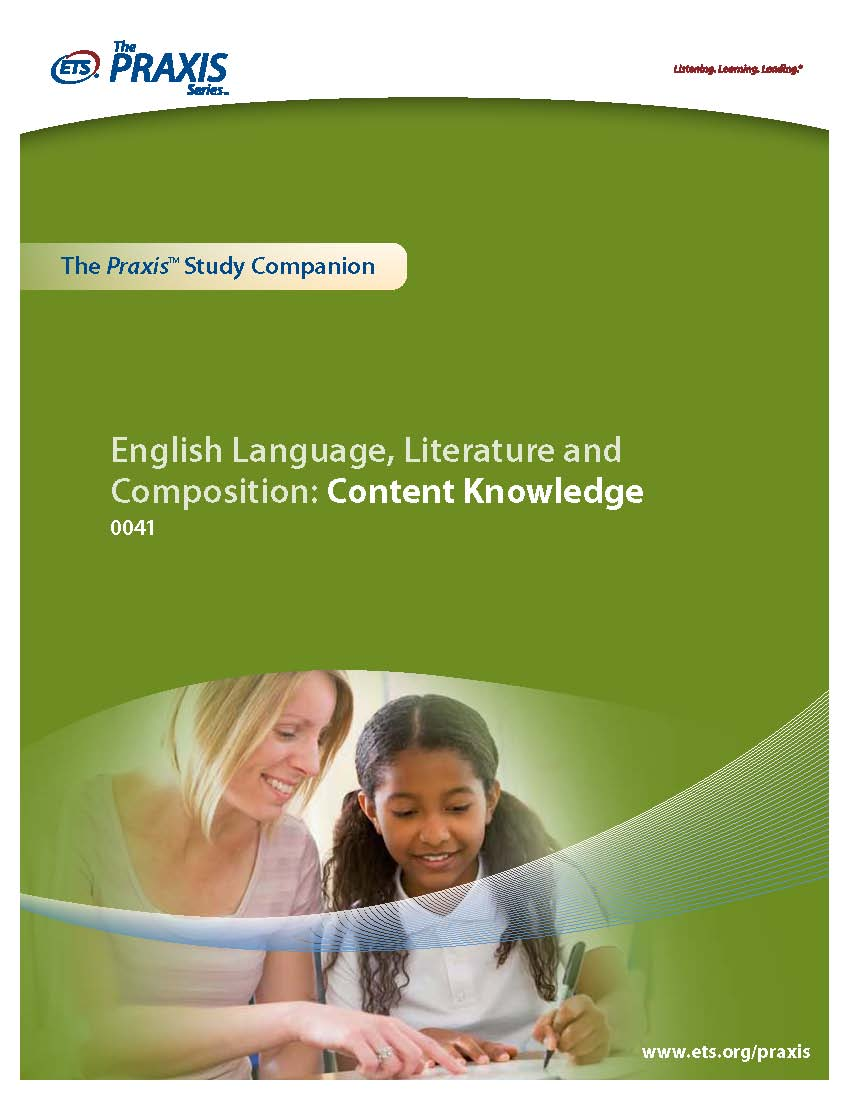 The
ETS® PRAXIS
Series™
Listening. Learning. Leading.®
The Praxis™ Study Companion
English Language, Literature and
Composition: Content Knowledge
0041
www.ets.org/praxis